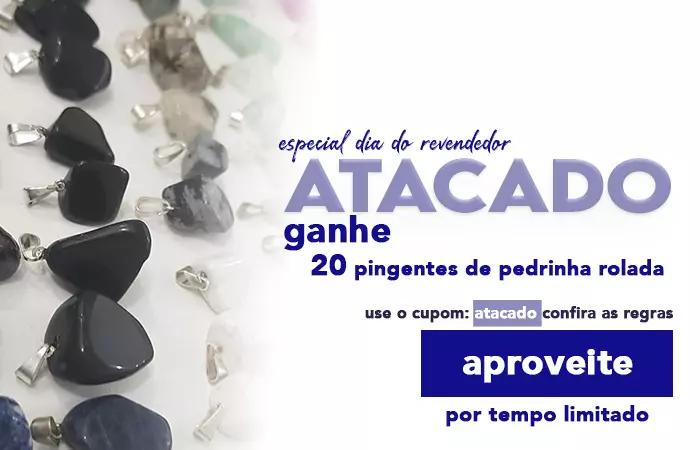 especial dia do revendedor
ATACADO
ganhe
20 pingentes de pedrinha rolada
use o cupom: atacado confira as regras
aproveite
por tempo limitado